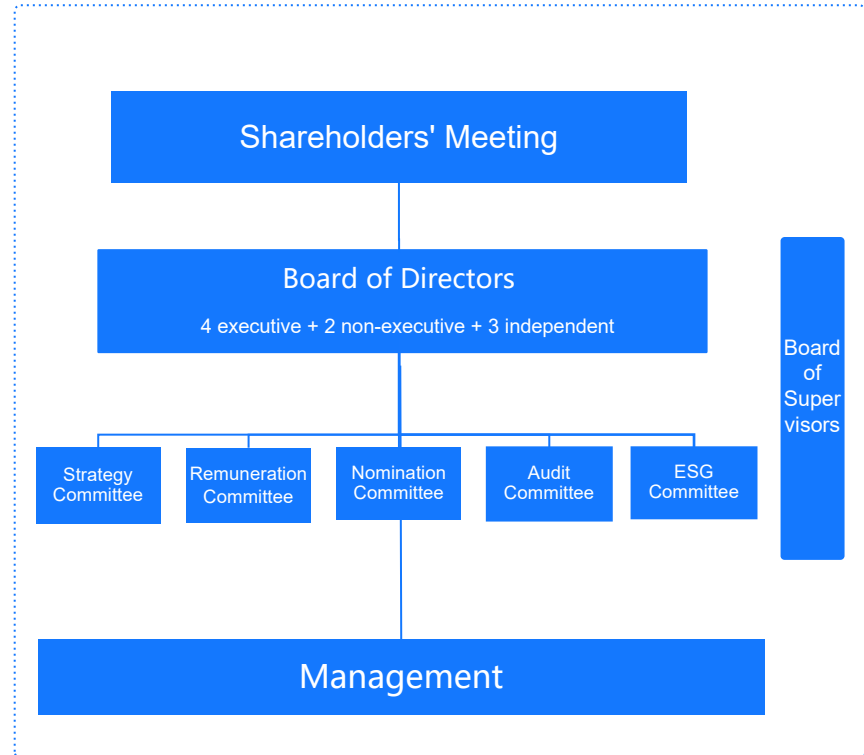 Shareholders' Meeting
Board of Directors
4 executive + 2 non-executive + 3 independent
Board
of
Super
visors
Strategy
Committee
Remuneration
Committee
Nomination
Committee
Audit
Committee
ESG
Committee
Management